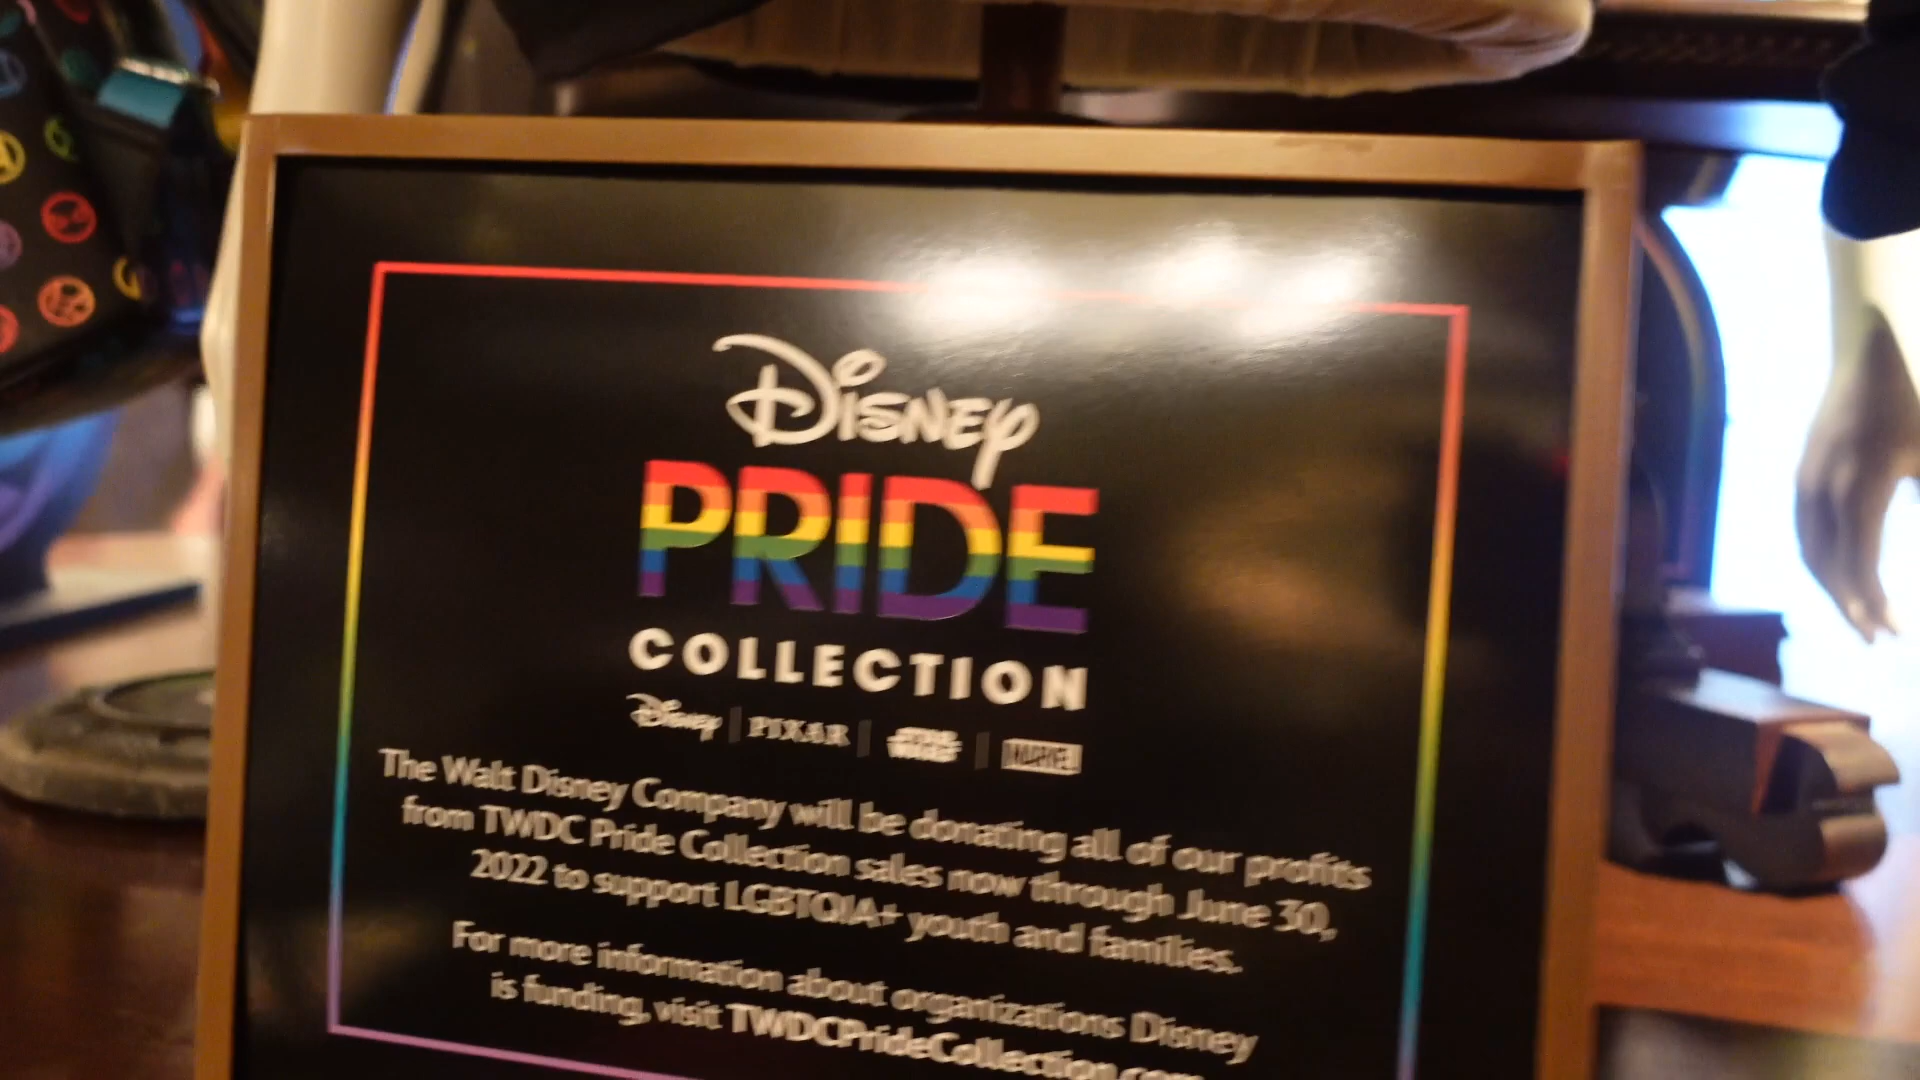 Disney
PRIDE
COLLECTION
Disney | PIXAR | STAR WARS | MARVEL
The Walt Disney Company will be donating all of our profits
from TWDC Pride Collection sales now through June 30,
2022 to support LGBTQIA+ youth and families.
For more information about organizations Disney
is funding, visit TWDCPrideCollection.com